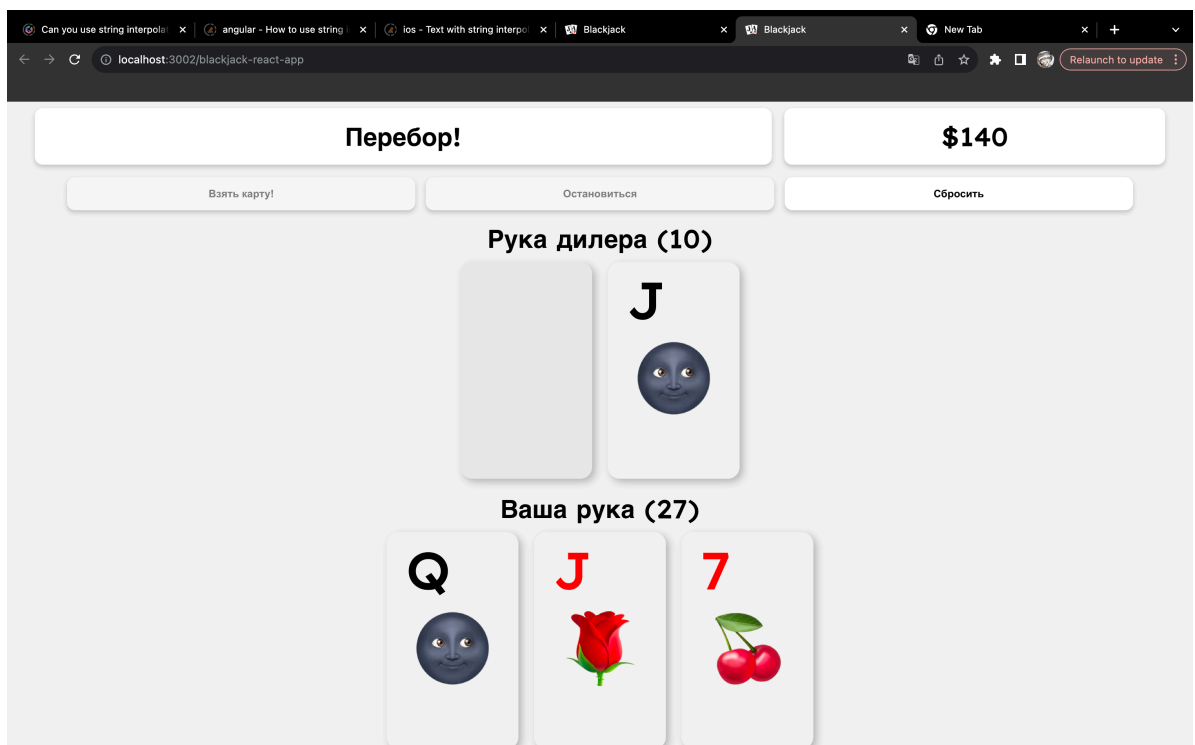 Can you use string interpolat
angular - How to use string i
ios - Text with string interpol
Blackjack
Blackjack
New Tab
localhost:3002/blackjack-react-app
Relaunch to update
Перебор!
$140
Взять карту!
Остановиться
Сбросить
Рука дилера (10)
J
Ваша рука (27)
Q
J
7